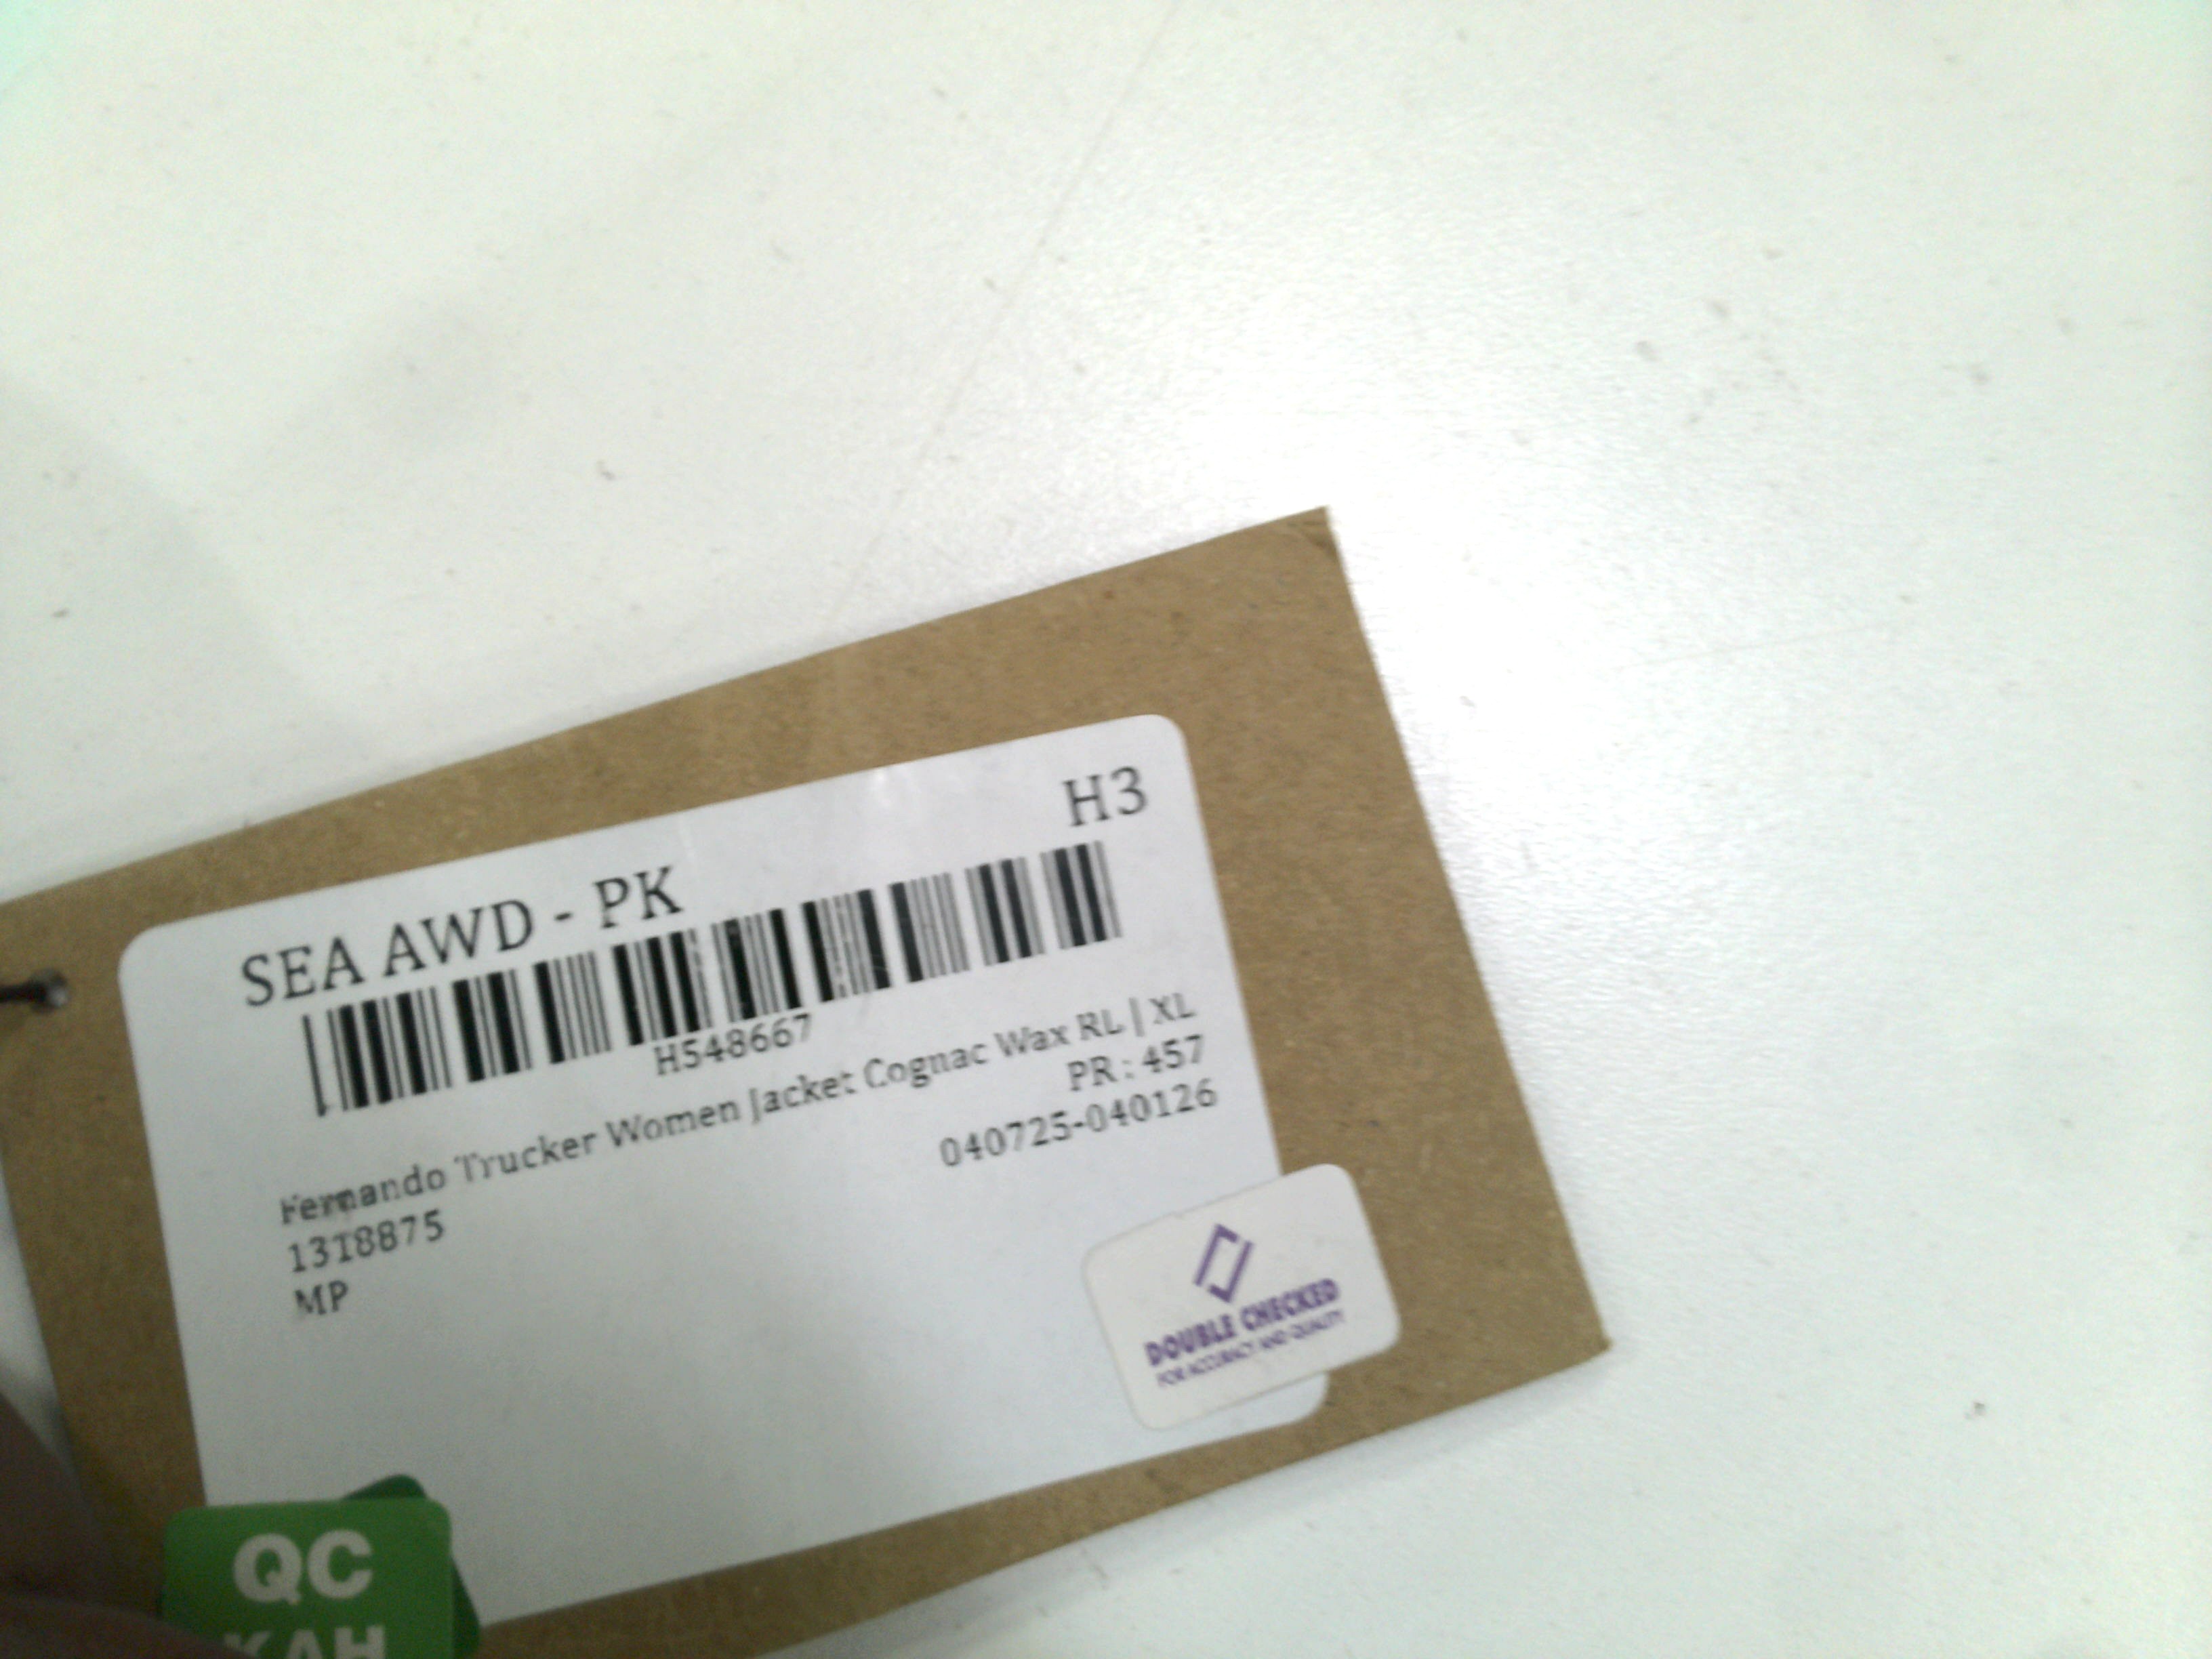 H3
SEA AWD - PK
H548667
Fernando Trucker Women Jacket Cognac Wax RL | XL
PR : 457
1318875
040725-040126
MP
DOUBLE CHECKED
FOR ACCURACY AND QUALITY
QC
KAH